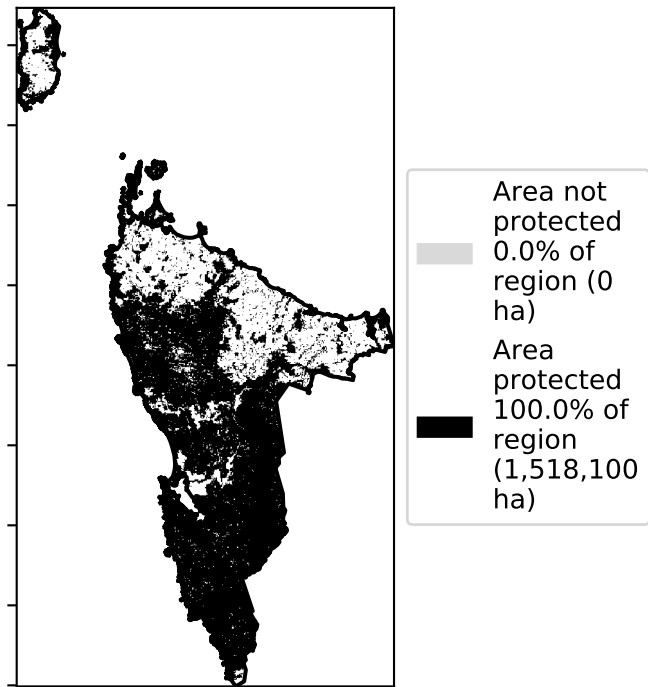 Area not
protected
0.0% of
region (0
ha)
Area
protected
100.0% of
region
(1,518,100
ha)